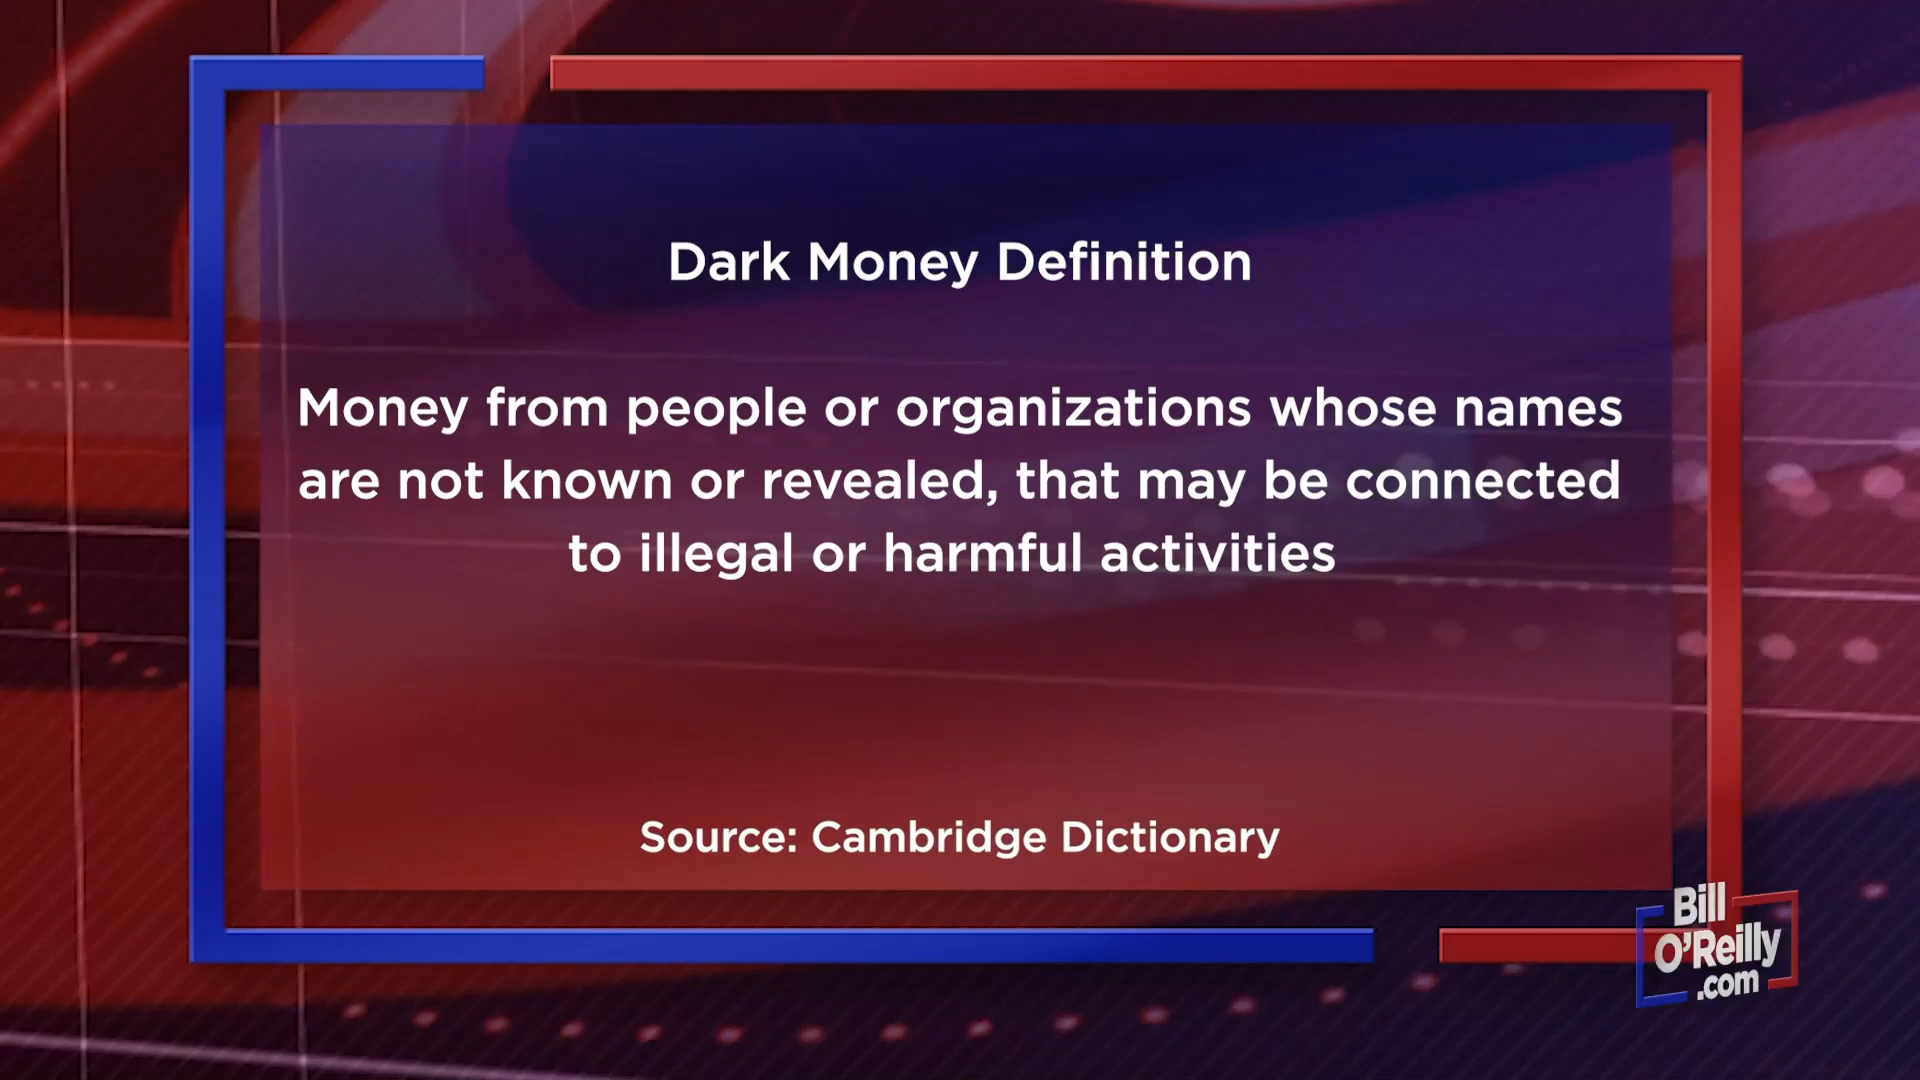 Dark Money Definition
Money from people or organizations whose names
are not known or revealed, that may be connected
to illegal or harmful activities
Source: Cambridge Dictionary
Bill
O'Reilly
.com